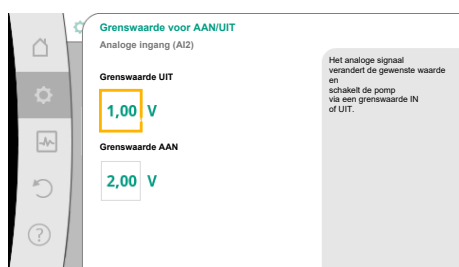 Grenswaarde voor AAN/UIT
Analoge ingang (AI2)
Grenswaarde UIT
1,00 V
Grenswaarde AAN
2,00 V
Het analoge signaal
verandert de gewenste waarde
en
schakelt de pomp
via een grenswaarde IN
of UIT.
?